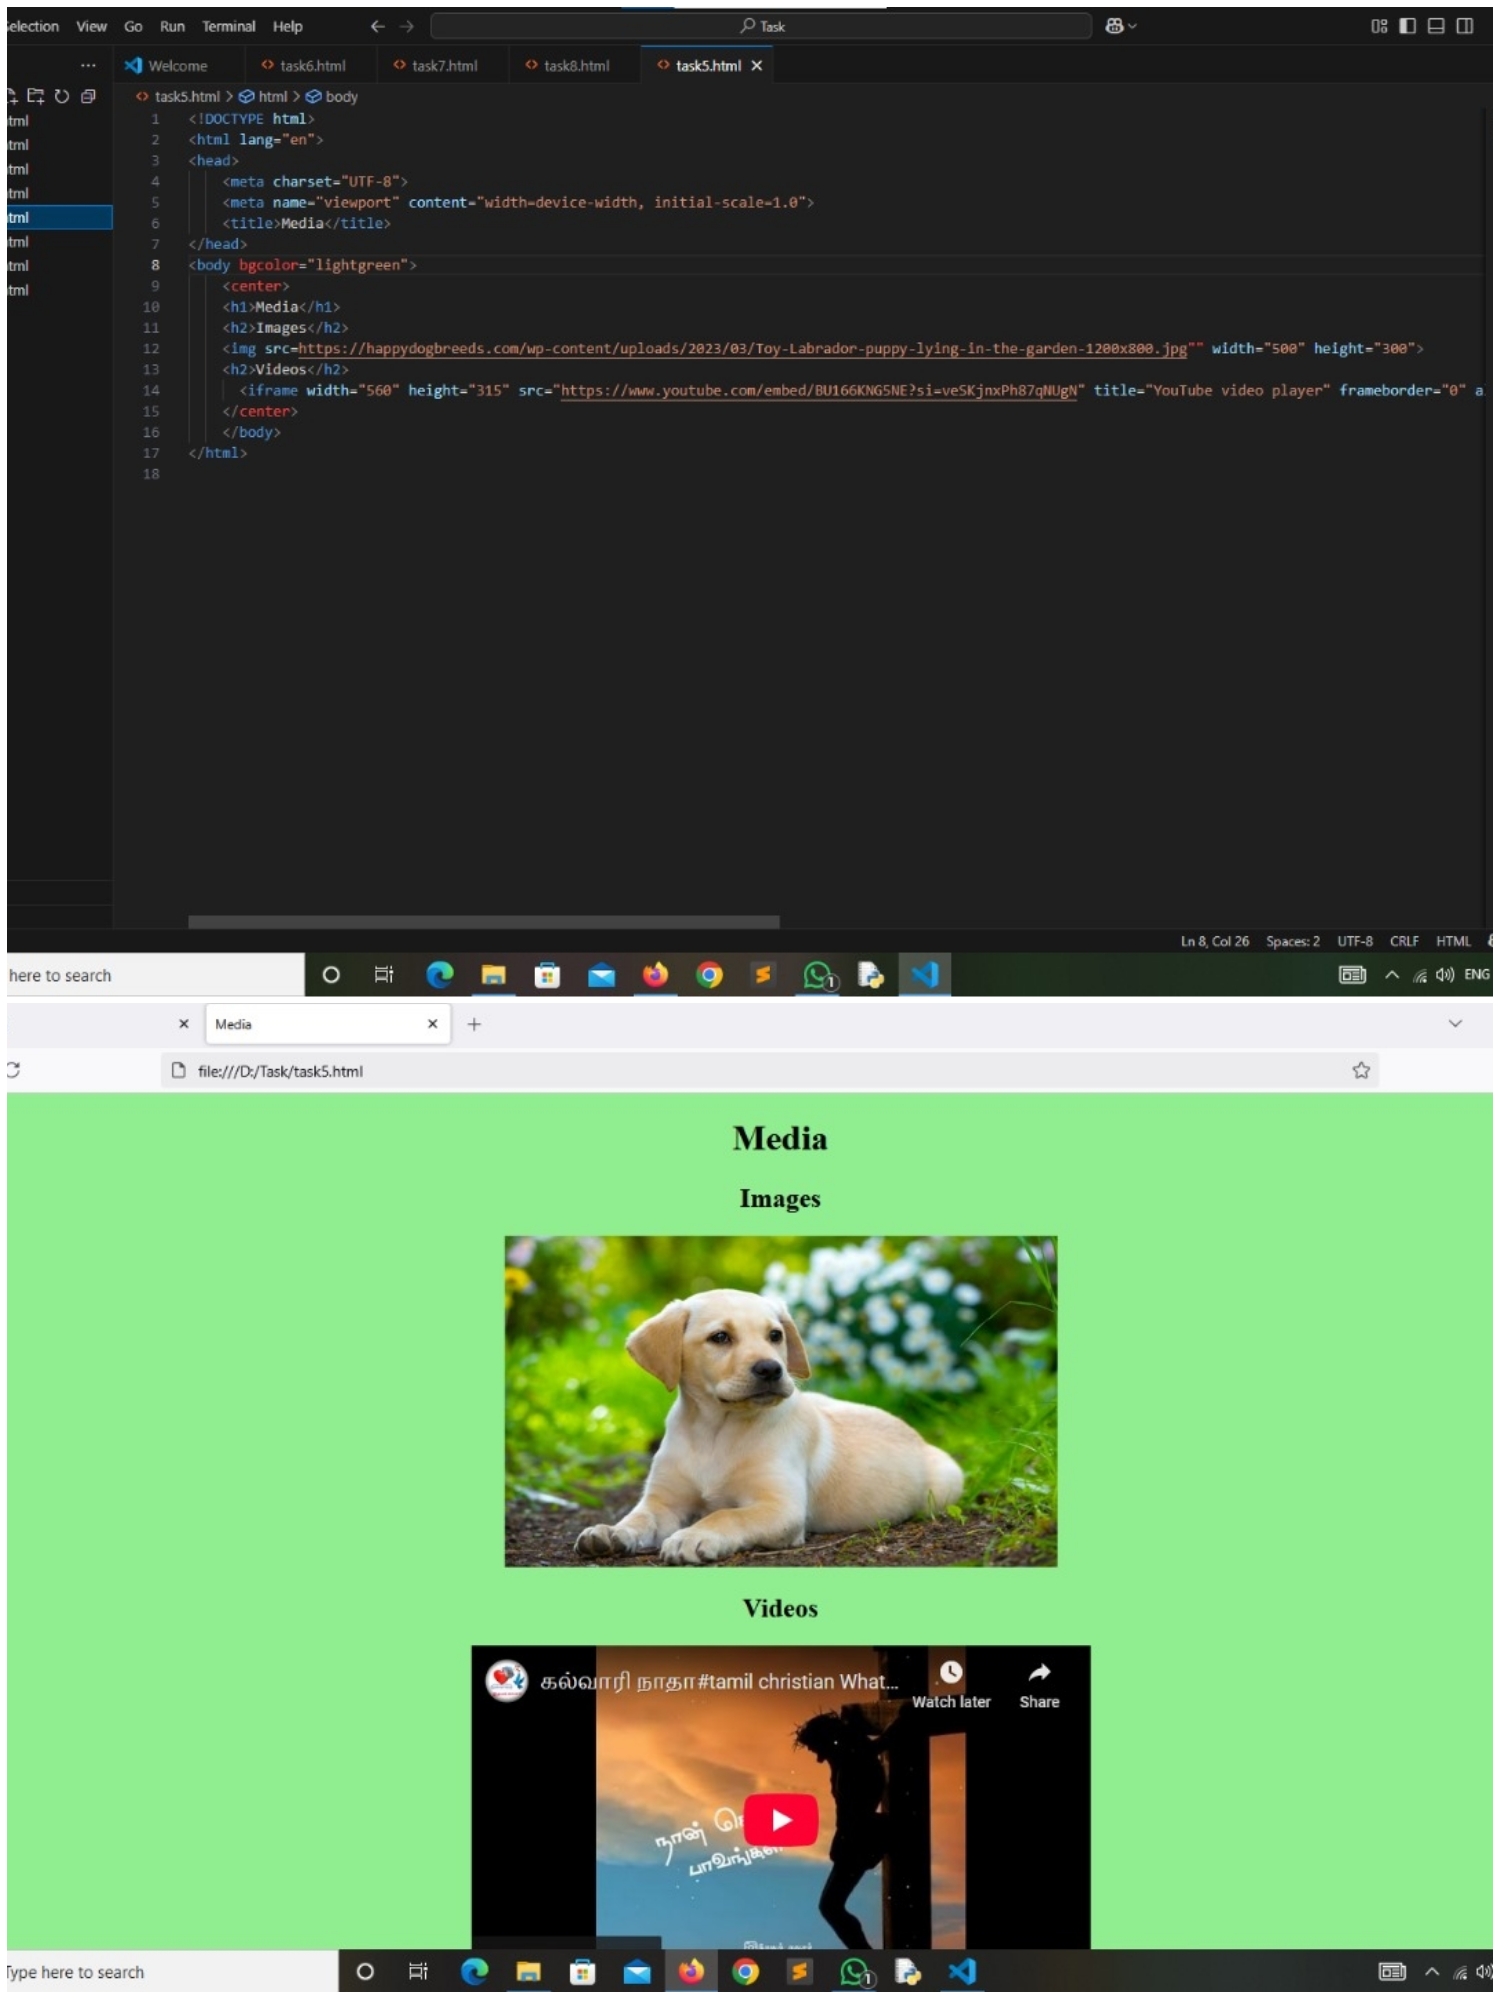 Selection View Go Run Terminal Help Task
Welcome task6.html task7.html task8.html task5.html
task5.html > html > body
tml
tml
tml
tml
tml
tml
tml
tml
1 <!DOCTYPE html>
2 <html lang="en">
3 <head>
4 <meta charset="UTF-8">
5 <meta name="viewport" content="width=device-width, initial-scale=1.0">
6 <title>Media</title>
7 </head>
8 <body bgcolor="lightgreen">
9 <center>
10 <h1>Media</h1>
11 <h2>Images</h2>
12 <img src=https://happydogbreeds.com/wp-content/uploads/2023/03/Toy-Labrador-puppy-lying-in-the-garden-1200x800.jpg"" width="500" height="300">
13 <h2>Videos</h2>
14 <iframe width="560" height="315" src="https://www.youtube.com/embed/BU166KNG5NE?si=veSKjnxPh87qNUgN" title="YouTube video player" frameborder="0" a
15 </center>
16 </body>
17 </html>
18
Ln 8, Col 26 Spaces: 2 UTF-8 CRLF HTML
here to search 1 ENG
Media
file:///D:/Task/task5.html
Media
Images
Videos
கல்வாரி நாதா#tamil christian What...
Watch later Share
நான்
Type here to search 1